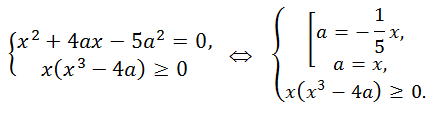 {x² + 4ax − 5a² = 0, x(x³ − 4a) ≥ 0 ⇔ {[a = −1/5 x, a = x, x(x³ − 4a) ≥ 0.